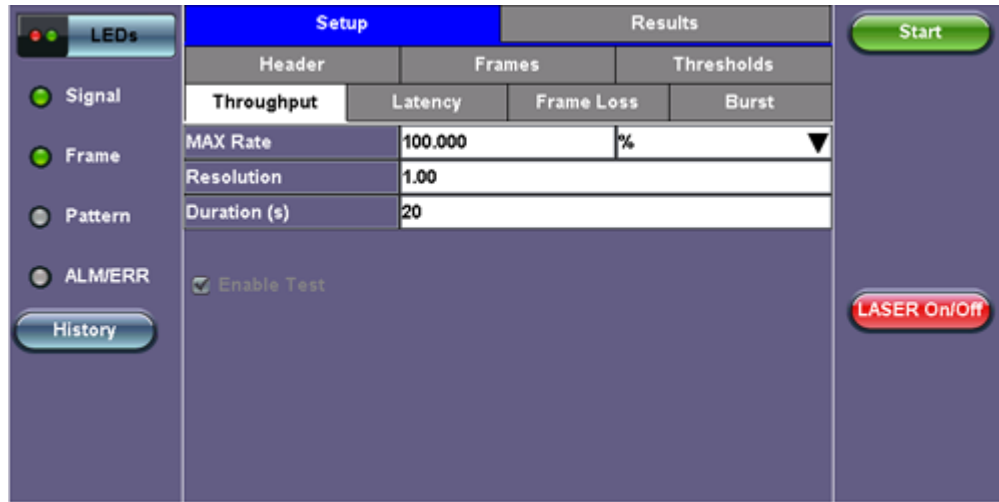 LEDs
Signal
Frame
Pattern
ALM/ERR
History
Setup Results
Header Frames Thresholds
Throughput Latency Frame Loss Burst
MAX Rate 100.000 %
Resolution 1.00
Duration (s) 20
Enable Test
Start
LASER On/Off